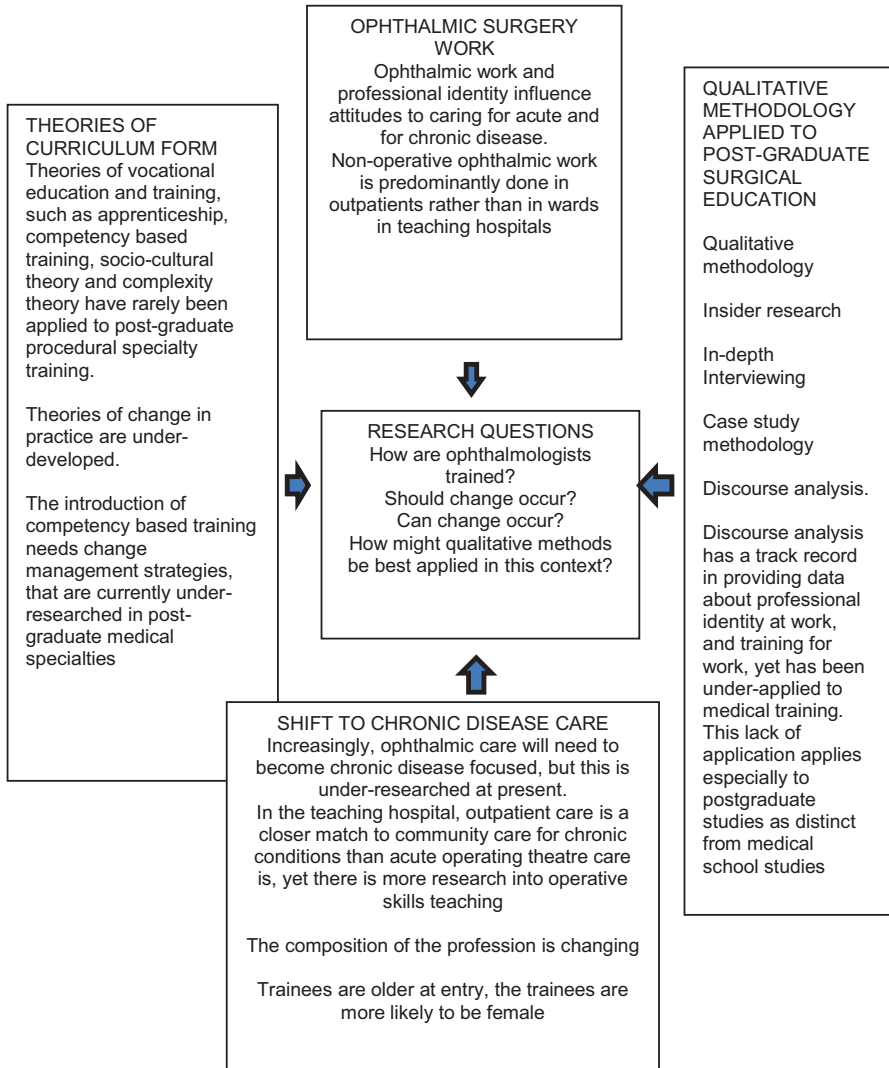 OPHTHALMIC SURGERY
WORK
Ophthalmic work and
professional identity influence
attitudes to caring for acute and
for chronic disease.
Non-operative ophthalmic work
is predominantly done in
outpatients rather than in wards
in teaching hospitals
THEORIES OF
CURRICULUM FORM
Theories of vocational
education and training,
such as apprenticeship,
competency based
training, socio-cultural
theory and complexity
theory have rarely been
applied to post-graduate
procedural specialty
training.
Theories of change in
practice are under-
developed.
The introduction of
competency based training
needs change
management strategies,
that are currently under-
researched in post-
graduate medical
specialties
RESEARCH QUESTIONS
How are ophthalmologists
trained?
Should change occur?
Can change occur?
How might qualitative methods
be best applied in this context?
QUALITATIVE
METHODOLOGY
APPLIED TO
POST-GRADUATE
SURGICAL
EDUCATION
Qualitative
methodology
Insider research
In-depth
Interviewing
Case study
methodology
Discourse analysis.
Discourse analysis
has a track record
in providing data
about professional
identity at work,
and training for
work, yet has been
under-applied to
medical training.
This lack of
application applies
especially to
postgraduate
studies as distinct
from medical
school studies
SHIFT TO CHRONIC DISEASE CARE
Increasingly, ophthalmic care will need to
become chronic disease focused, but this is
under-researched at present.
In the teaching hospital, outpatient care is a
closer match to community care for chronic
conditions than acute operating theatre care
is, yet there is more research into operative
skills teaching
The composition of the profession is changing
Trainees are older at entry, the trainees are
more likely to be female